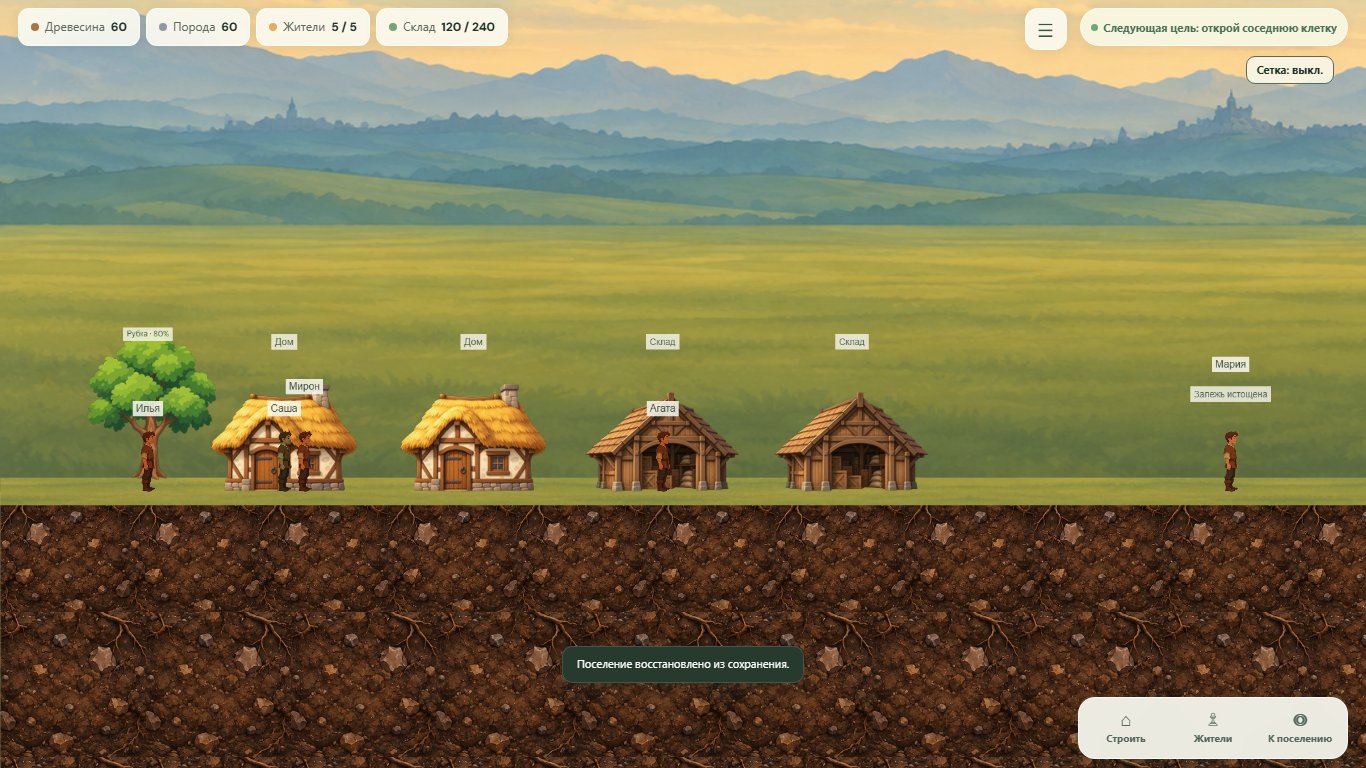 Древесина 60
Порода 60
Жители 5 / 5
Склад 120 / 240
☰
Следующая цель: открой соседнюю клетку
Сетка: выкл.
Рубка · 80%
Дом
Дом
Склад
Склад
Мария
Мирон
Залежь истощена
Илья
Саша
Агата
Поселение восстановлено из сохранения.
Строить
Жители
К поселению